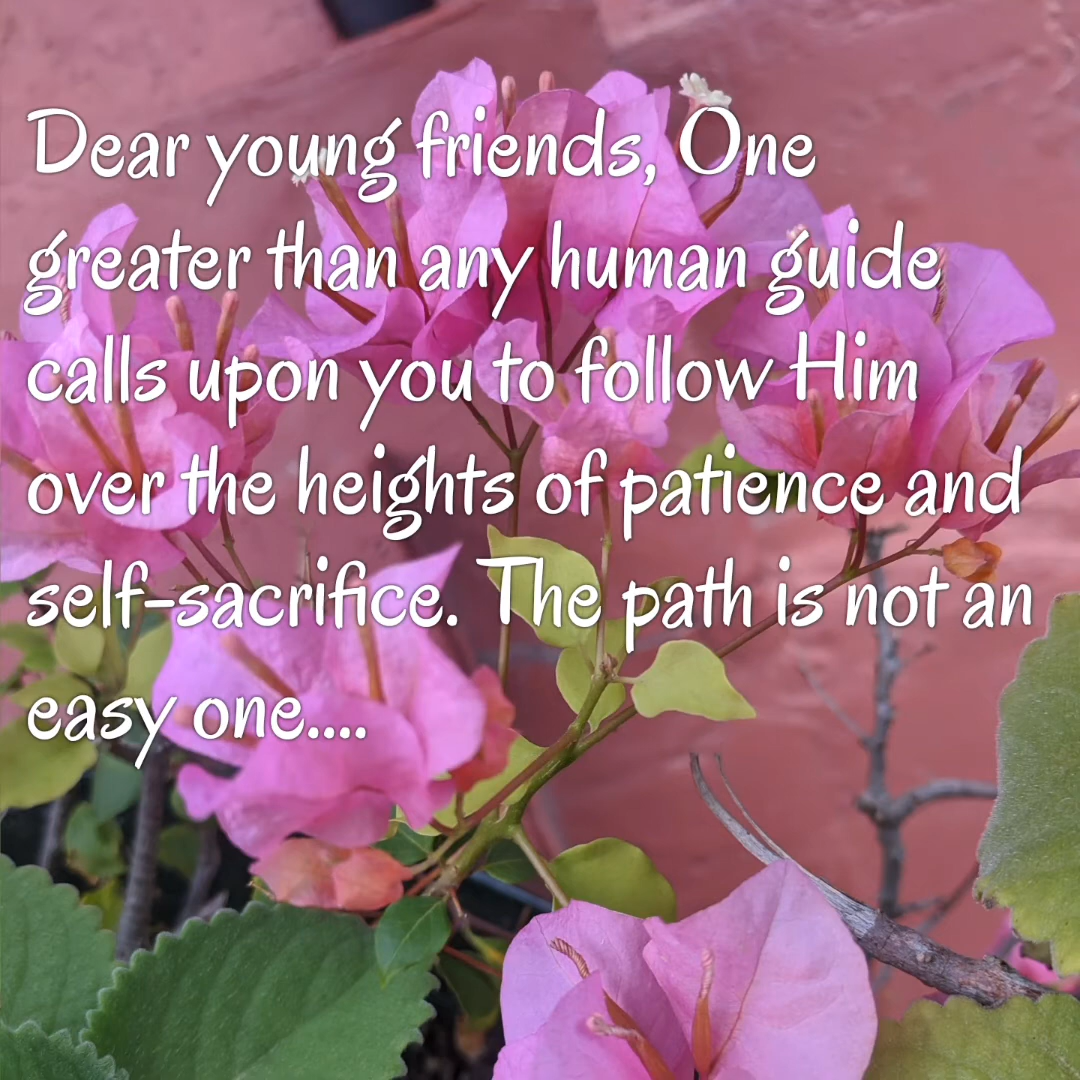 Dear young friends, One
greater than any human guide
calls upon you to follow Him
over the heights of patience and
self-sacrifice. The path is not an
easy one....